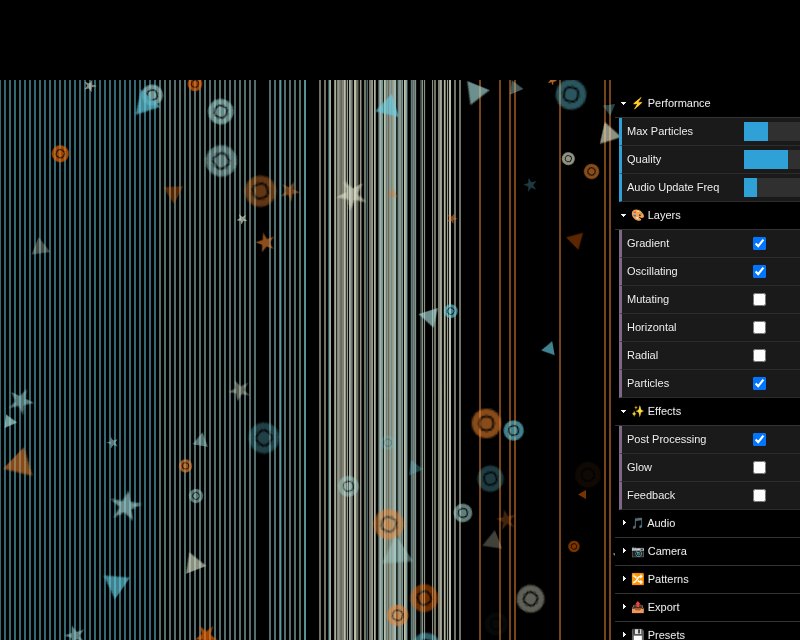 ⚡ Performance
Max Particles
Quality
Audio Update Freq
🎨 Layers
Gradient
Oscillating
Mutating
Horizontal
Radial
Particles
✨ Effects
Post Processing
Glow
Feedback
🎵 Audio
📷 Camera
🔀 Patterns
📤 Export
💾 Presets